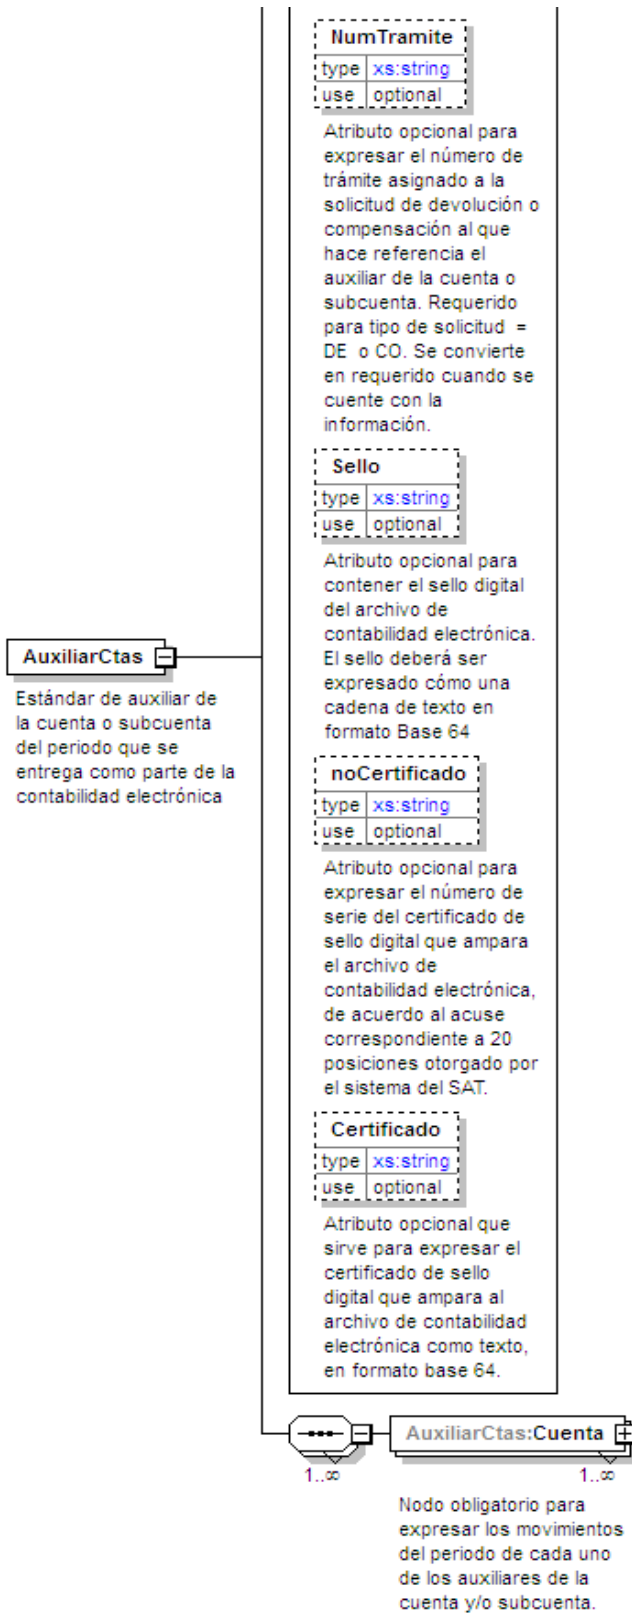 NumTramite
type xs:string
use optional
Atributo opcional para
expresar el número de
trámite asignado a la
solicitud de devolución o
compensación al que
hace referencia el
auxiliar de la cuenta o
subcuenta. Requerido
para tipo de solicitud =
DE o CO. Se convierte
en requerido cuando se
cuente con la
información.
Sello
type xs:string
use optional
Atributo opcional para
contener el sello digital
del archivo de
contabilidad electrónica.
El sello deberá ser
expresado cómo una
cadena de texto en
formato Base 64
AuxiliarCtas
Estándar de auxiliar de
la cuenta o subcuenta
del periodo que se
entrega como parte de la
contabilidad electrónica
noCertificado
type xs:string
use optional
Atributo opcional para
expresar el número de
serie del certificado de
sello digital que ampara
el archivo de
contabilidad electrónica,
de acuerdo al acuse
correspondiente a 20
posiciones otorgado por
el sistema del SAT.
Certificado
type xs:string
use optional
Atributo opcional que
sirve para expresar el
certificado de sello
digital que ampara al
archivo de contabilidad
electrónica como texto,
en formato base 64.
AuxiliarCtas:Cuenta
1..∞ 1..∞
Nodo obligatorio para
expresar los movimientos
del periodo de cada uno
de los auxiliares de la
cuenta y/o subcuenta.